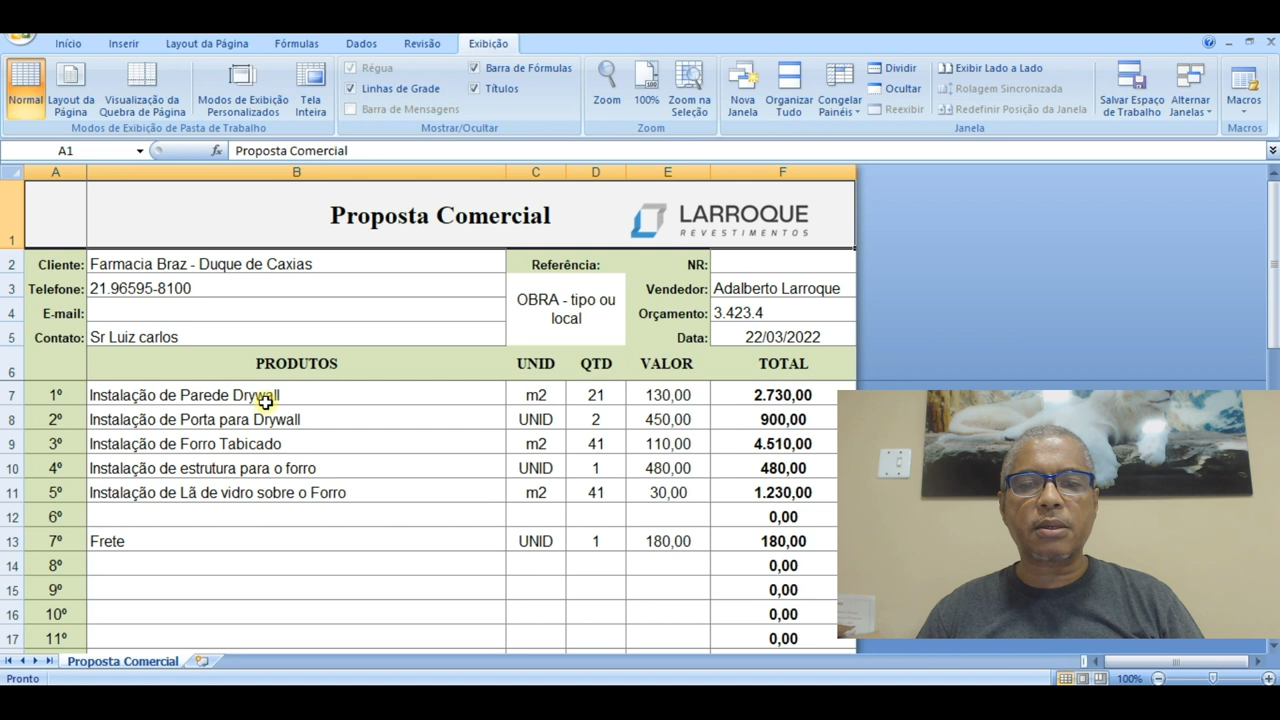 Início Inserir Layout da Página Fórmulas Dados Revisão Exibição
Régua Barra de Fórmulas Dividir Exibir Lado a Lado
Linhas de Grade Títulos Ocultar Rolagem Sincronizada
Barra de Mensagens Reexibir Redefinir Posição da Janela
Normal Layout da Página Visualização da Quebra de Página Modos de Exibição Personalizados Tela Inteira Zoom 100% Zoom na Seleção Nova Janela Organizar Tudo Congelar Painéis Salvar Espaço de Trabalho Alternar Janelas Macros
Modos de Exibição de Pasta de Trabalho Mostrar/Ocultar Zoom Janela Macros
A1 fx Proposta Comercial
A B C D E F
1 Proposta Comercial LARROQUE
REVESTIMENTOS
2 Cliente: Farmacia Braz - Duque de Caxias Referência: NR:
3 Telefone: 21.96595-8100 OBRA - tipo ou local Vendedor: Adalberto Larroque
4 E-mail: Orçamento: 3.423.4
5 Contato: Sr Luiz carlos Data: 22/03/2022
6 PRODUTOS UNID QTD VALOR TOTAL
7 1º Instalação de Parede Drywall m2 21 130,00 2.730,00
8 2º Instalação de Porta para Drywall UNID 2 450,00 900,00
9 3º Instalação de Forro Tabicado m2 41 110,00 4.510,00
10 4º Instalação de estrutura para o forro UNID 1 480,00 480,00
11 5º Instalação de Lã de vidro sobre o Forro m2 41 30,00 1.230,00
12 6º 0,00
13 7º Frete UNID 1 180,00 180,00
14 8º 0,00
15 9º 0,00
16 10º 0,00
17 11º 0,00
Proposta Comercial
Pronto 100%